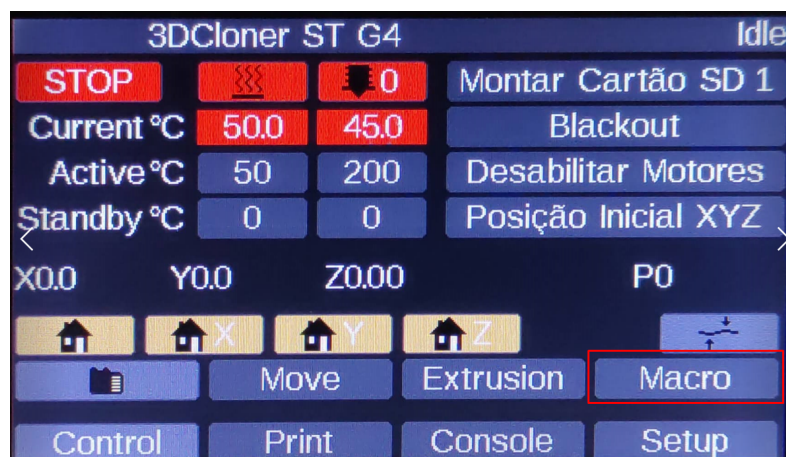 3DCloner ST G4 Idle
STOP 0 Montar Cartão SD 1
Current °C 50.0 45.0 Blackout
Active °C 50 200 Desabilitar Motores
Standby °C 0 0 Posição Inicial XYZ
X0.0 Y0.0 Z0.00 P0
X Y Z
Move Extrusion Macro
Control Print Console Setup